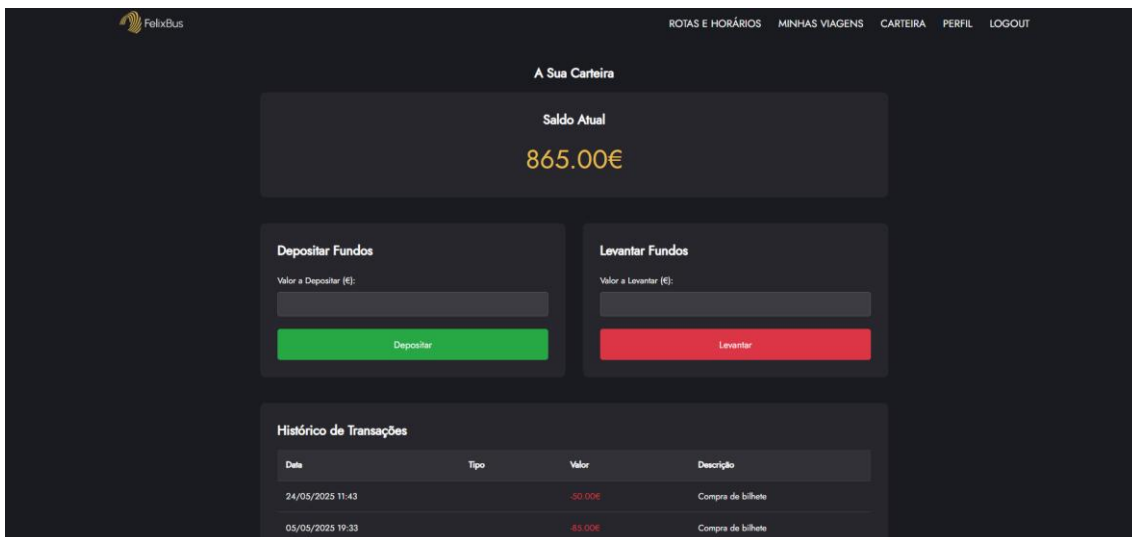 FelixBus ROTAS E HORÁRIOS MINHAS VIAGENS CARTEIRA PERFIL LOGOUT
A Sua Carteira
Saldo Atual
865.00€
Depositar Fundos
Valor a Depositar (€):
Depositar
Levantar Fundos
Valor a Levantar (€):
Levantar
Histórico de Transações
Data Tipo Valor Descrição
24/05/2025 11:43 -50.00€ Compra de bilhete
05/05/2025 19:33 -85.00€ Compra de bilhete